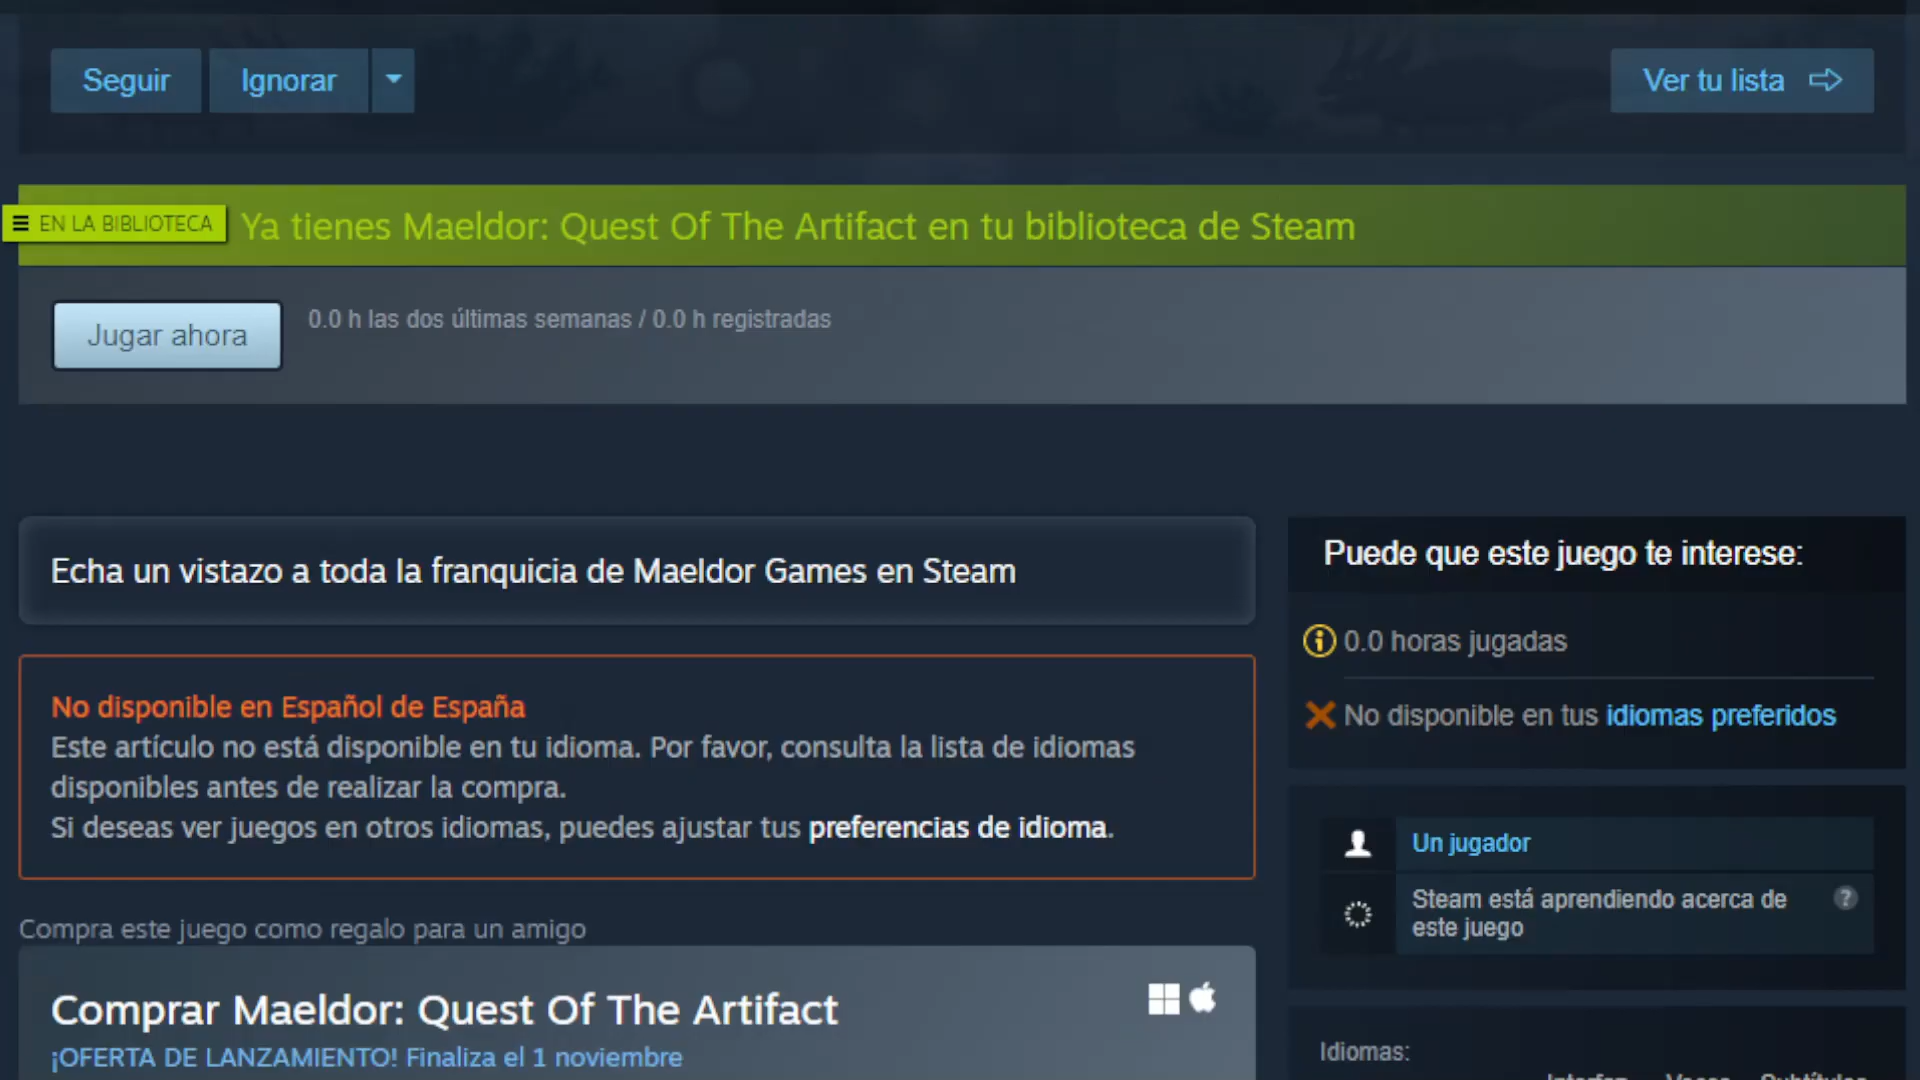 Seguir
Ignorar
Ver tu lista
EN LA BIBLIOTECA
Ya tienes Maeldor: Quest Of The Artifact en tu biblioteca de Steam
Jugar ahora
0.0 h las dos últimas semanas / 0.0 h registradas
Echa un vistazo a toda la franquicia de Maeldor Games en Steam
No disponible en Español de España
Este artículo no está disponible en tu idioma. Por favor, consulta la lista de idiomas
disponibles antes de realizar la compra.
Si deseas ver juegos en otros idiomas, puedes ajustar tus preferencias de idioma.
Compra este juego como regalo para un amigo
Comprar Maeldor: Quest Of The Artifact
¡OFERTA DE LANZAMIENTO! Finaliza el 1 noviembre
Puede que este juego te interese:
0.0 horas jugadas
No disponible en tus idiomas preferidos
Un jugador
Steam está aprendiendo acerca de
este juego
?
Idiomas: